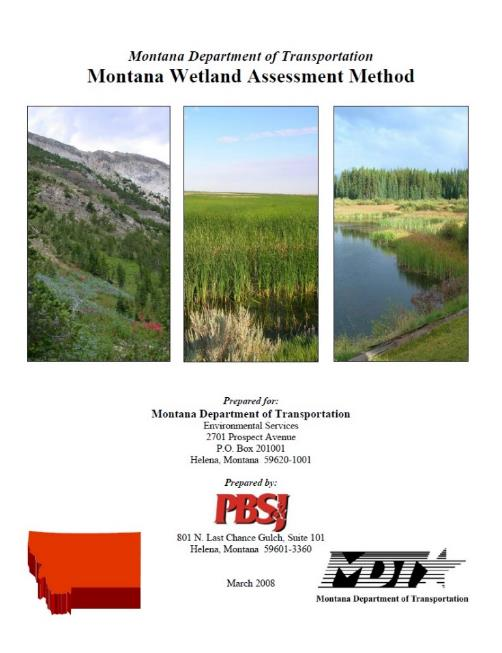 Montana Department of Transportation
Montana Wetland Assessment Method
Prepared for:
Montana Department of Transportation
Environmental Services
2701 Prospect Avenue
P.O. Box 201001
Helena, Montana 59620-1001
Prepared by:
PBS&J
801 N. Last Chance Gulch, Suite 101
Helena, Montana 59601-3360
March 2008
MDT
Montana Department of Transportation